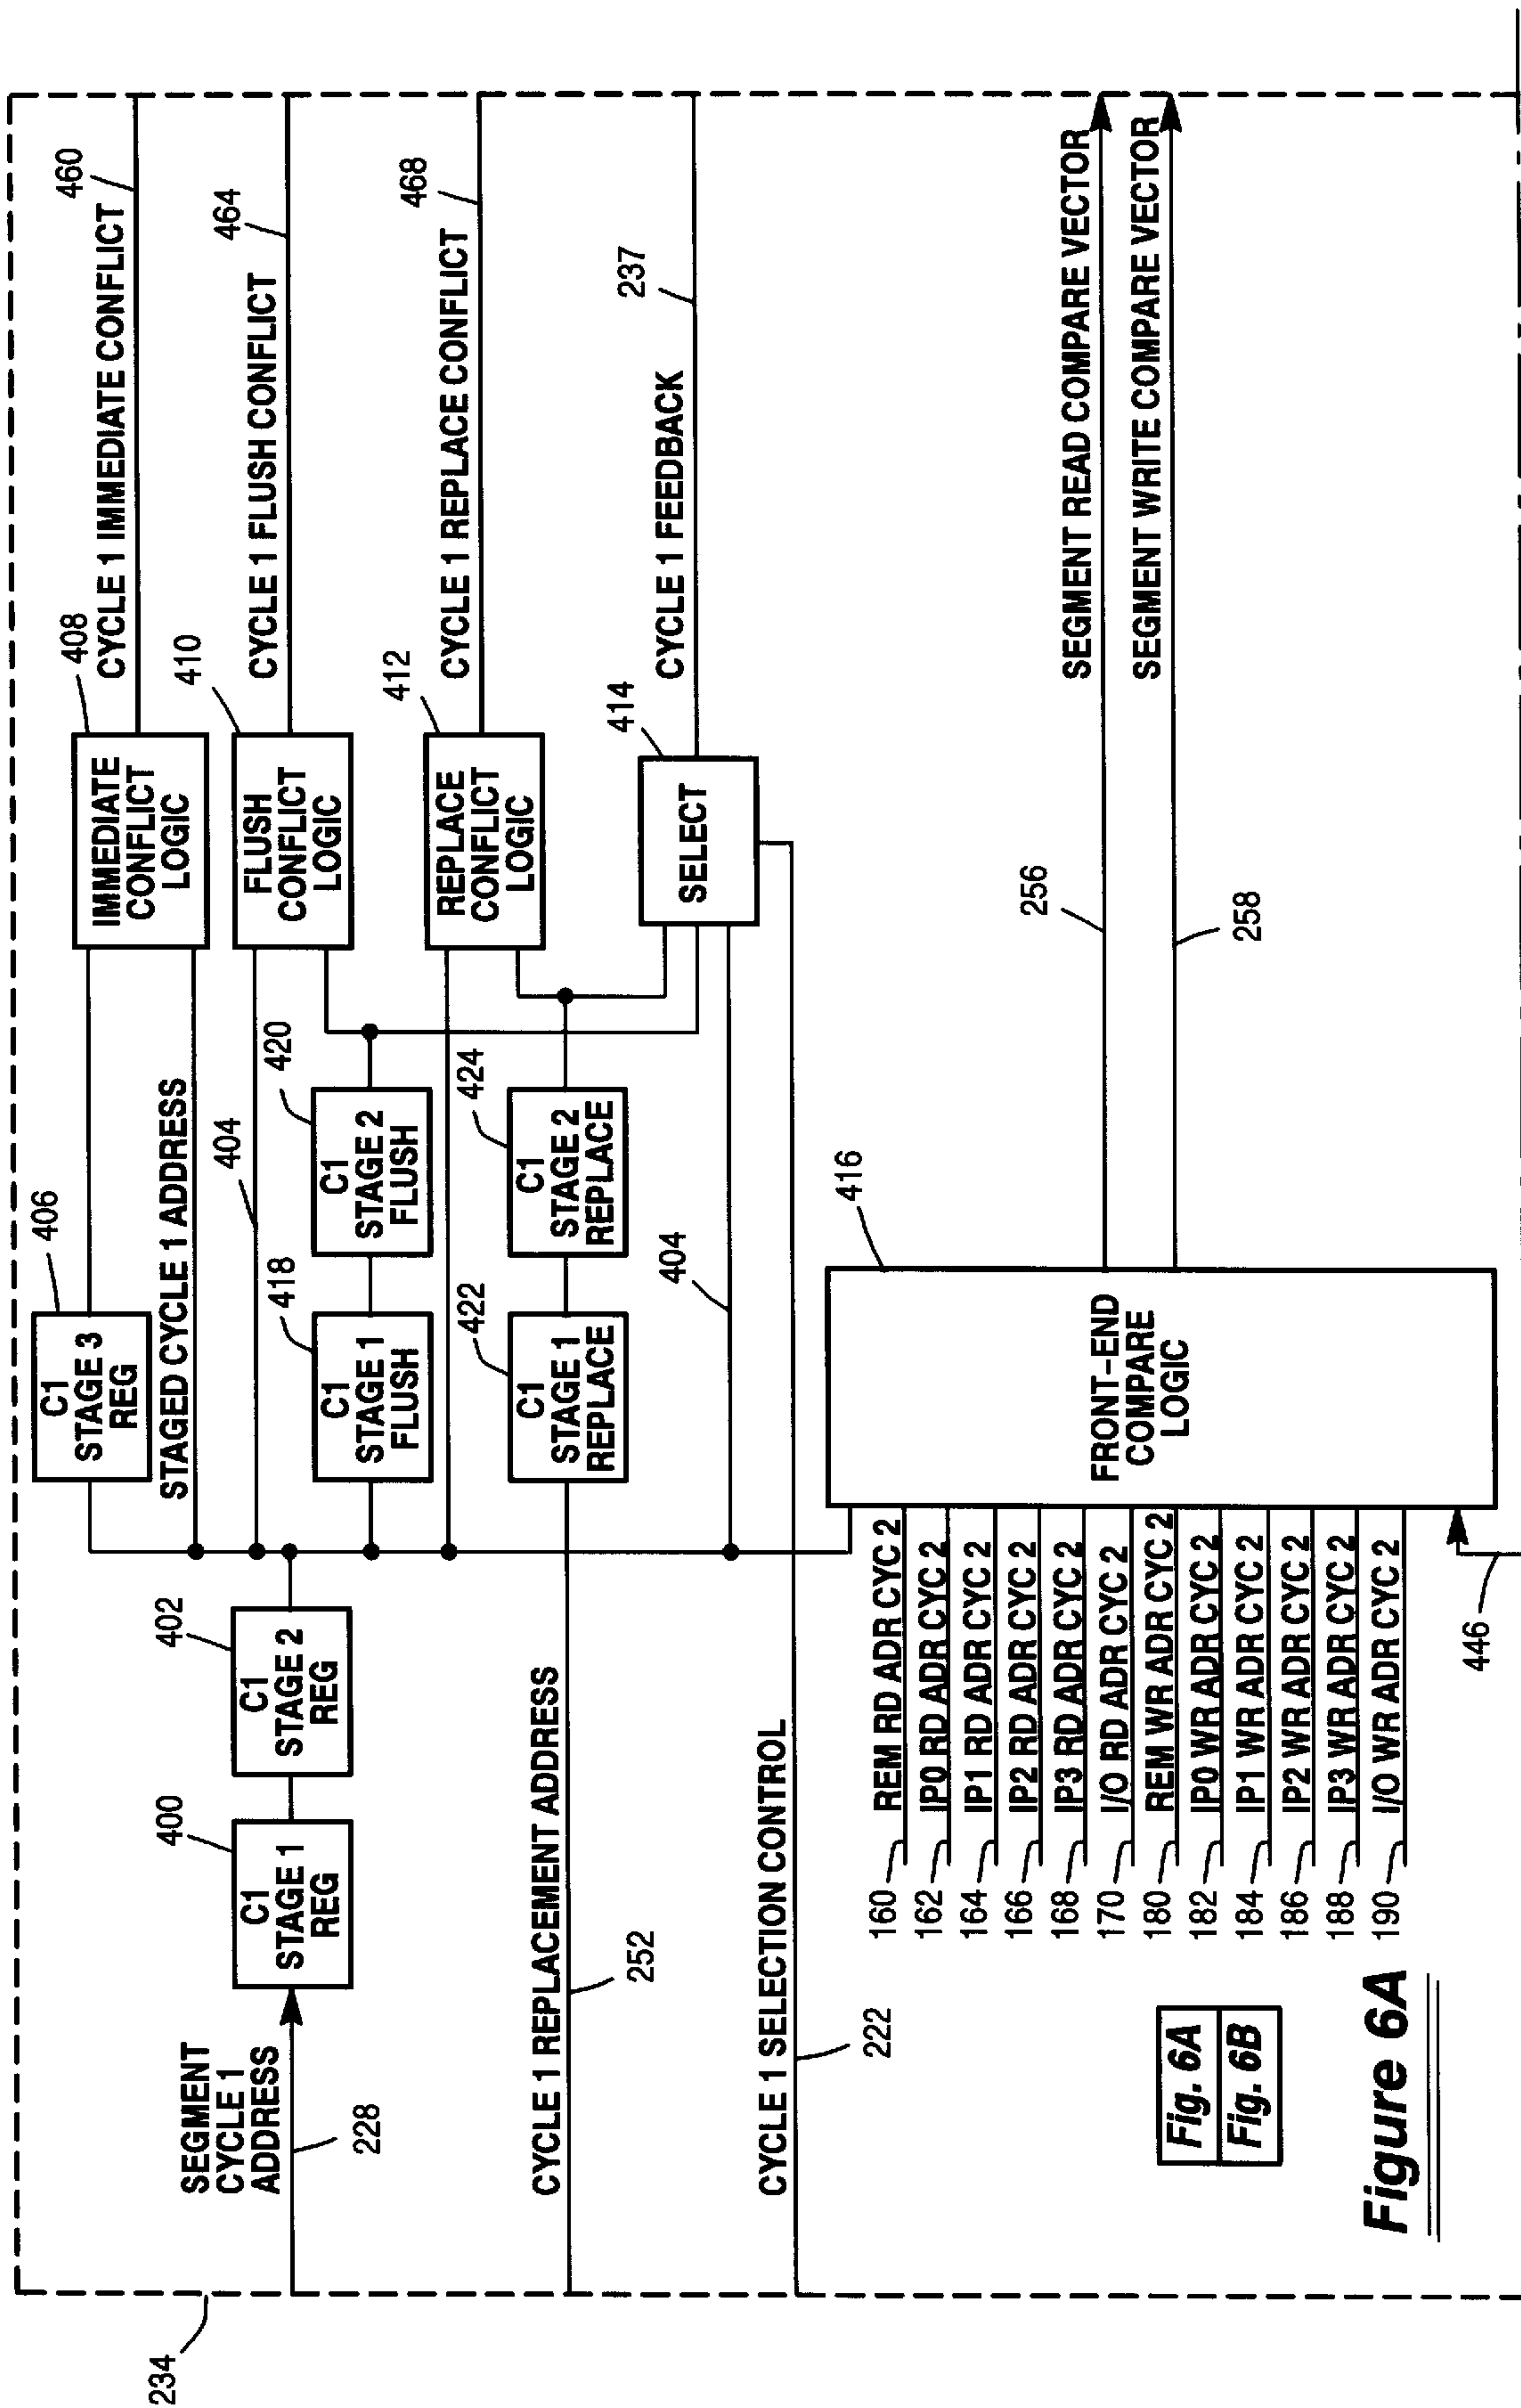 234
SEGMENT
CYCLE 1
ADDRESS
228
400
C1
STAGE 1
REG
402
C1
STAGE 2
REG
406
C1
STAGE 3
REG
STAGED CYCLE 1 ADDRESS
404
408
IMMEDIATE
CONFLICT
LOGIC
CYCLE 1 IMMEDIATE CONFLICT
460
410
FLUSH
CONFLICT
LOGIC
CYCLE 1 FLUSH CONFLICT
464
418
C1
STAGE 1
FLUSH
420
C1
STAGE 2
FLUSH
412
REPLACE
CONFLICT
LOGIC
CYCLE 1 REPLACE CONFLICT
468
CYCLE 1 REPLACEMENT ADDRESS
252
422
C1
STAGE 1
REPLACE
424
C1
STAGE 2
REPLACE
404
414
SELECT
CYCLE 1 FEEDBACK
237
CYCLE 1 SELECTION CONTROL
222
416
FRONT-END
COMPARE
LOGIC
160 REM RD ADR CYC 2
162 IP0 RD ADR CYC 2
164 IP1 RD ADR CYC 2
166 IP2 RD ADR CYC 2
168 IP3 RD ADR CYC 2
170 I/O RD ADR CYC 2
180 REM WR ADR CYC 2
182 IP0 WR ADR CYC 2
184 IP1 WR ADR CYC 2
186 IP2 WR ADR CYC 2
188 IP3 WR ADR CYC 2
190 I/O WR ADR CYC 2
446
256
SEGMENT READ COMPARE VECTOR
SEGMENT WRITE COMPARE VECTOR
258
Fig. 6A
Fig. 6B
Figure 6A